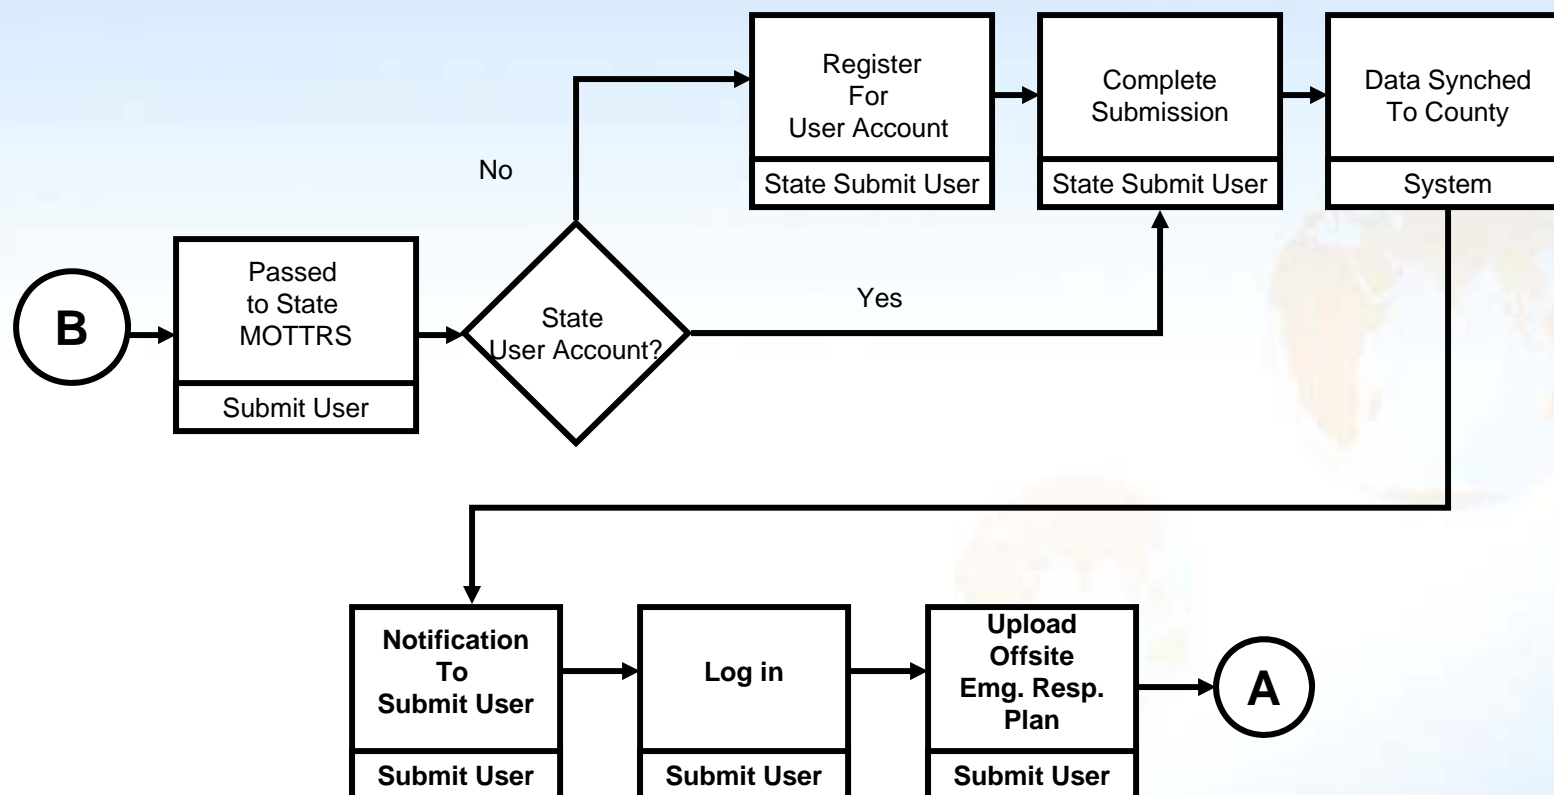 Register
For
User Account
State Submit User
Complete
Submission
State Submit User
Data Synched
To County
System
No
B
Passed
to State
MOTTRS
Submit User
State
User Account?
Yes
Notification
To
Submit User
Submit User
Log in
Submit User
Upload
Offsite
Emg. Resp.
Plan
Submit User
A